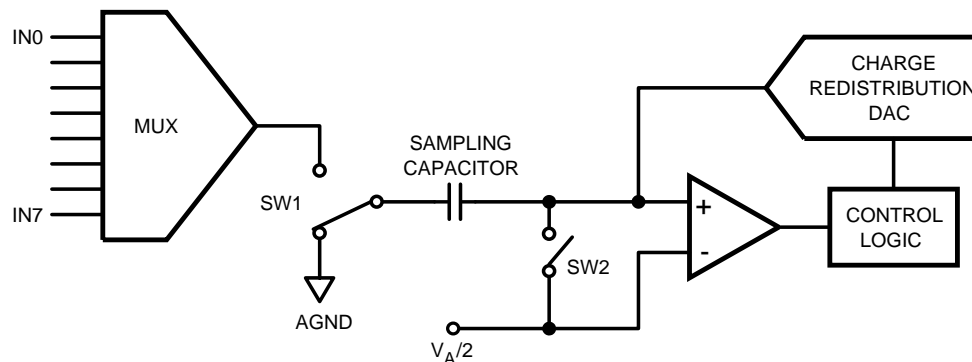 IN0
MUX
IN7
SW1
AGND
SAMPLING
CAPACITOR
SW2
V_A/2
+
-
CHARGE
REDISTRIBUTION
DAC
CONTROL
LOGIC